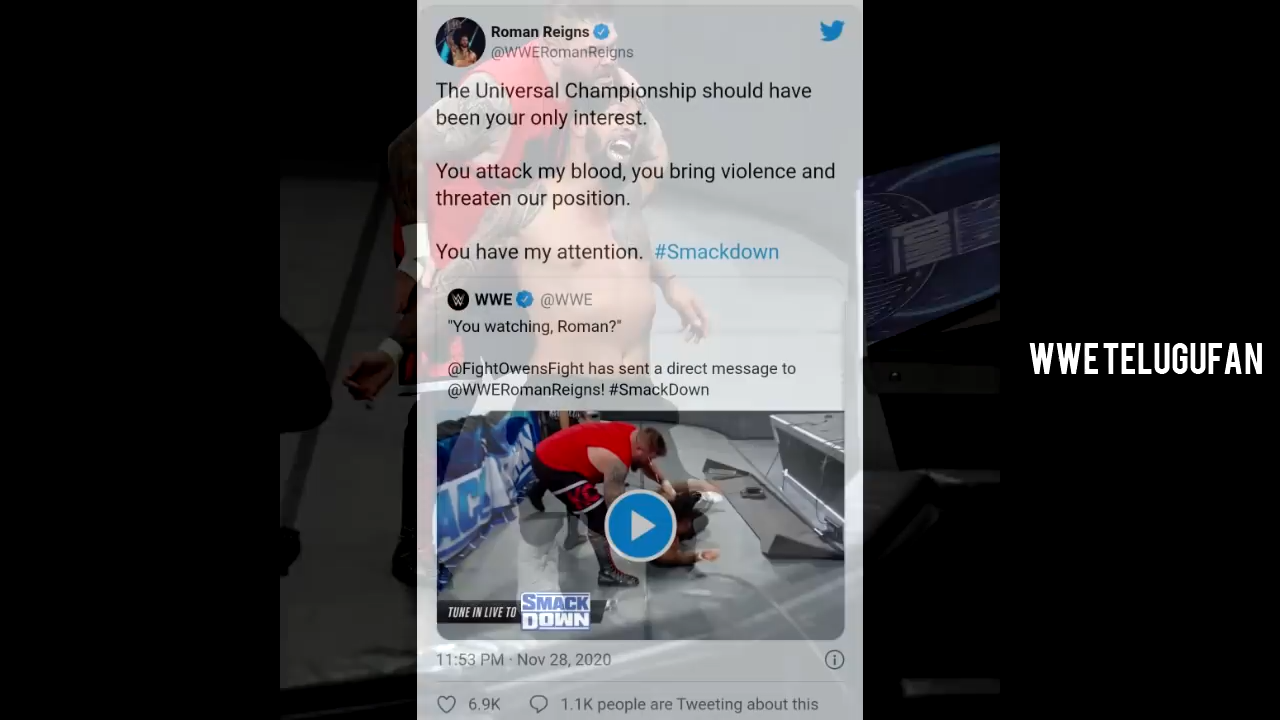 Roman Reigns
@WWERomanReigns
The Universal Championship should have
been your only interest.
You attack my blood, you bring violence and
threaten our position.
You have my attention. #Smackdown
WWE @WWE
"You watching, Roman?"
@FightOwensFight has sent a direct message to
@WWERomanReigns! #SmackDown
TUNE IN LIVE TO SMACK
DOWN
11:53 PM · Nov 28, 2020
6.9K 1.1K people are Tweeting about this
WWE TELUGU FAN